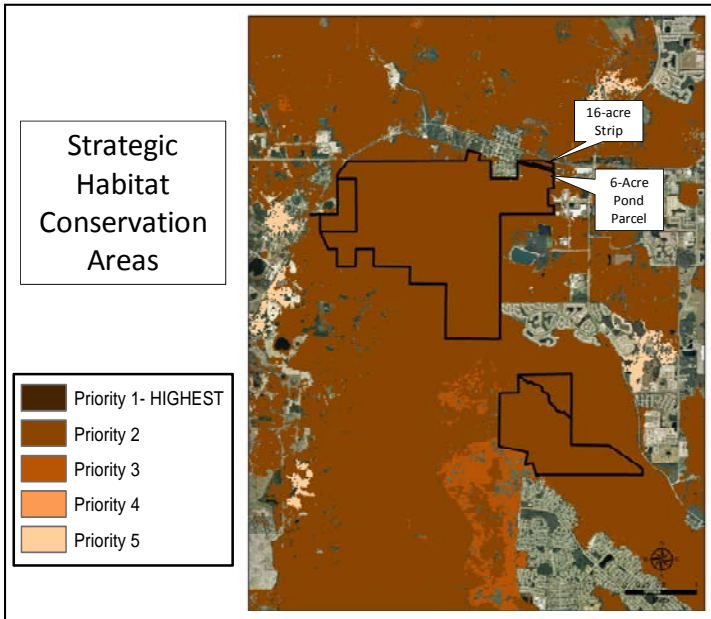 Strategic
Habitat
Conservation
Areas
16-acre
Strip
6-Acre
Pond
Parcel
Priority 1- HIGHEST
Priority 2
Priority 3
Priority 4
Priority 5